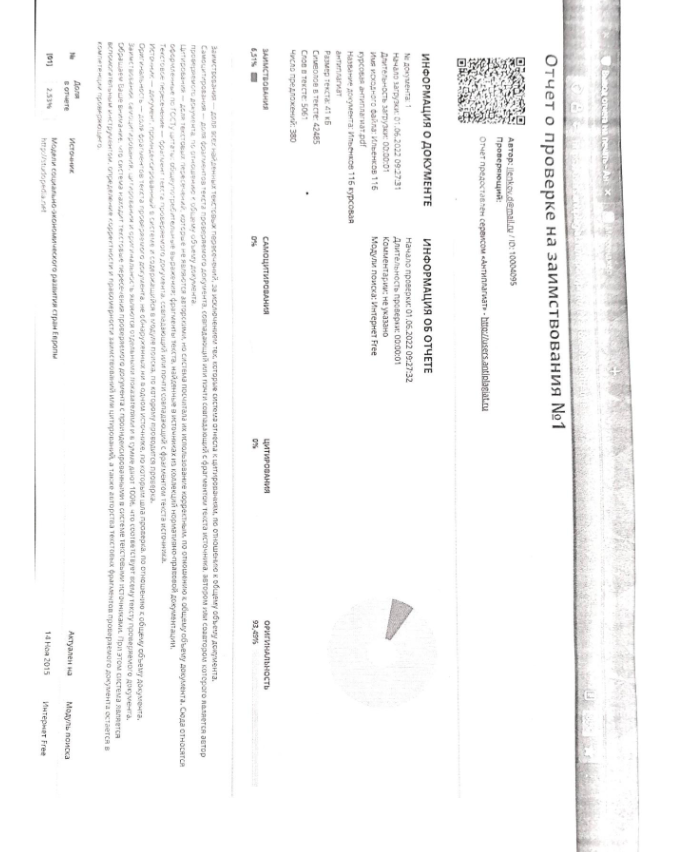 Отчет о проверке на заимствования №1
Автор: ilenkov.d@mail.ru / ID: 10004095
Проверяющий:
Отчет предоставлен сервисом «Антиплагиат» - http://users.antiplagiat.ru
ИНФОРМАЦИЯ О ДОКУМЕНТЕ
№ документа: 1
Начало загрузки: 01.06.2022 09:27:31
Длительность загрузки: 00:00:01
Имя исходного файла: Ильенков 116
курсовая антиплагиат.pdf
Название документа: Ильенков 116 курсовая
антиплагиат
Размер текста: 41 кБ
Символов в тексте: 42485
Слов в тексте: 5061
Число предложений: 380
ИНФОРМАЦИЯ ОБ ОТЧЕТЕ
Начало проверки: 01.06.2022 09:27:32
Длительность проверки: 00:00:01
Комментарии: не указано
Модули поиска: Интернет Free
ЗАИМСТВОВАНИЯ
6,51%
САМОЦИТИРОВАНИЯ
0%
ЦИТИРОВАНИЯ
0%
ОРИГИНАЛЬНОСТЬ
93,49%
Заимствования — доля всех найденных текстовых пересечений, за исключением тех, которые система отнесла к цитированиям, по отношению к общему объему документа.
Самоцитирования — доля фрагментов текста проверяемого документа, совпадающий или почти совпадающий с фрагментом текста источника, автором или соавтором которого является автор
проверяемого документа, по отношению к общему объему документа.
Цитирования — доля текстовых пересечений, которые не являются авторскими, но система посчитала их использование корректным, по отношению к общему объему документа. Сюда относятся
оформленные по ГОСТу цитаты; общеупотребительные выражения; фрагменты текста, найденные в источниках из коллекций нормативно-правовой документации.
Текстовое пересечение — фрагмент текста проверяемого документа, совпадающий или почти совпадающий с фрагментом текста источника.
Источник — документ, проиндексированный в системе и содержащийся в модуле поиска, по которому проводится проверка.
Оригинальность — доля фрагментов текста проверяемого документа, не обнаруженных ни в одном источнике, по которым шла проверка, по отношению к общему объему документа.
Заимствования, самоцитирования, цитирования и оригинальность являются отдельными показателями и в сумме дают 100%, что соответствует всему тексту проверяемого документа.
Обращаем Ваше внимание, что система находит текстовые пересечения проверяемого документа с проиндексированными в системе текстовыми источниками. При этом система является
вспомогательным инструментом, определение корректности и правомерности заимствований или цитирований, а также авторства текстовых фрагментов проверяемого документа остается в
компетенции проверяющего.
№ Доля в отчете Источник Актуален на Модуль поиска
[01] 2,53% Модели социально-экономического развития стран Европы 14 Ноя 2015 Интернет Free
http://studopedia.net